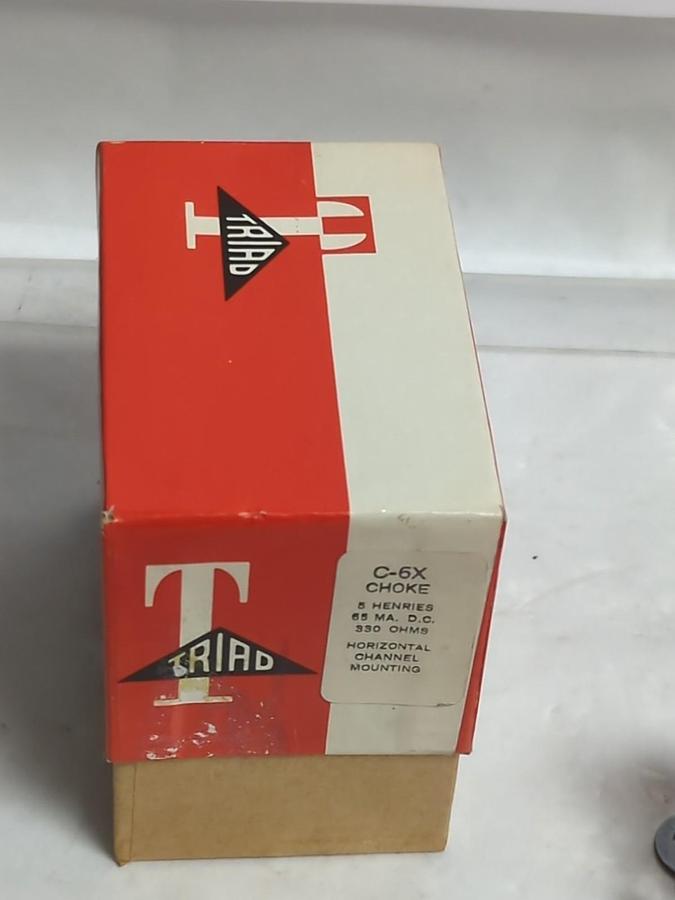 T
TRIAD
T
TRIAD
C-6X
CHOKE
5 HENRIES
65 MA. D.C.
330 OHMS
HORIZONTAL
CHANNEL
MOUNTING